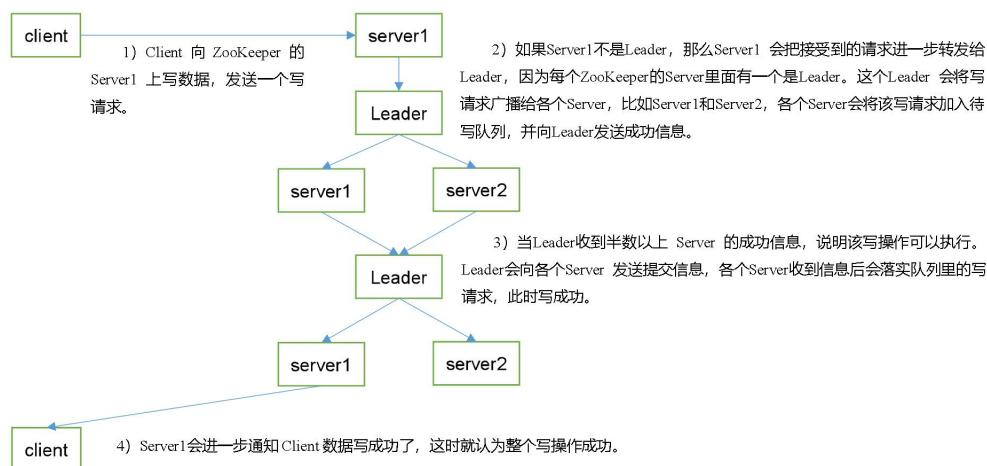 client
server1
1）Client 向 ZooKeeper 的
Server1 上写数据，发送一个写
请求。
2）如果Server1不是Leader，那么Server1 会把接受到的请求进一步转发给
Leader，因为每个ZooKeeper的Server里面有一个是Leader。这个Leader 会将写
请求广播给各个Server，比如Server1和Server2，各个Server会将该写请求加入待
写队列，并向Leader发送成功信息。
Leader
server1
server2
3）当Leader收到半数以上 Server 的成功信息，说明该写操作可以执行。
Leader会向各个Server 发送提交信息，各个Server收到信息后会落实队列里的写
请求，此时写成功。
Leader
server1
server2
client
4）Server1会进一步通知 Client 数据写成功了，这时就认为整个写操作成功。